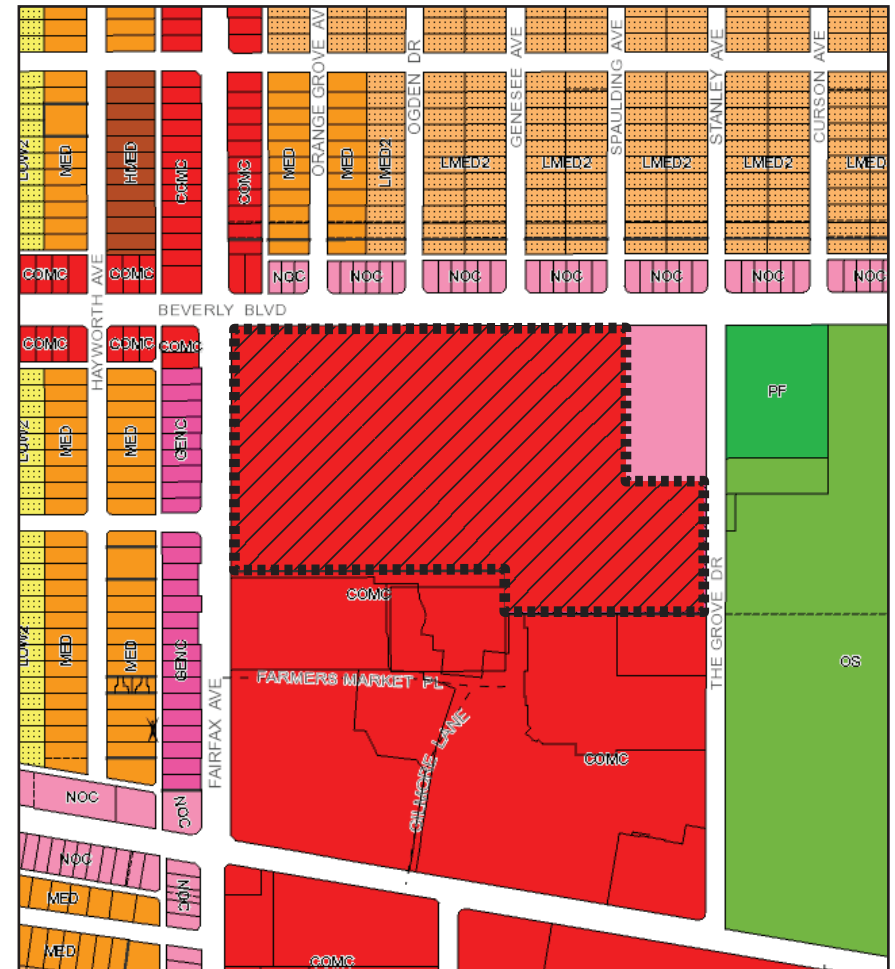 ORANGE GROVE AV
OGDEN DR
GENESEE AVE
SPAULDING AVE
STANLEY AVE
CURSON AVE
LOW2
MED
HMED
COMC
COMC
MED
MED
LMED2
LMED2
LMED2
LMED2
LMED2
LMED
COMC
COMC
NOC
NOC
NOC
NOC
NOC
NOC
NOC
HAYWORTH AVE
BEVERLY BLVD
COMC
COMC
COMC
LOW2
MED
MED
GENC
PF
COMC
THE GROVE DR
LOW2
MED
MED
GENC
OS
FARMERS MARKET PL
FAIRFAX AVE
GILMORE LANE
COMC
NOC
NOC
NOC
NOC
MED
MED
COMC